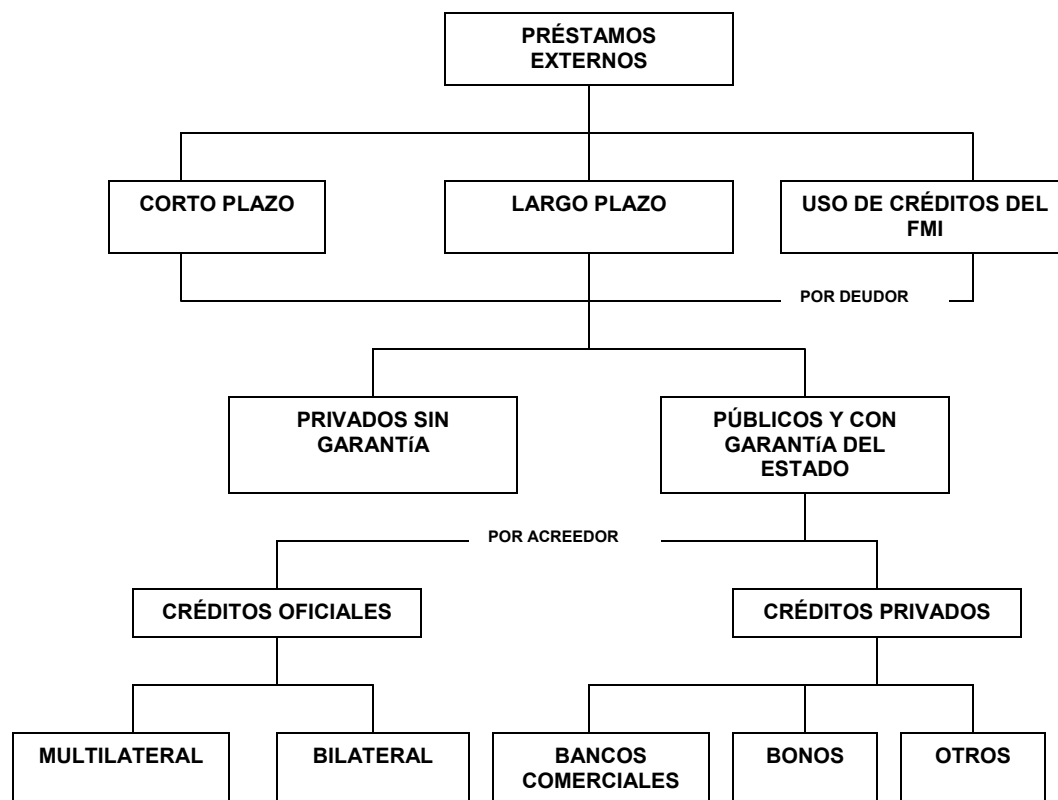 PRÉSTAMOS
EXTERNOS
CORTO PLAZO
LARGO PLAZO
USO DE CRÉDITOS DEL
FMI
POR DEUDOR
PRIVADOS SIN
GARANTíA
PÚBLICOS Y CON
GARANTíA DEL
ESTADO
POR ACREEDOR
CRÉDITOS OFICIALES
CRÉDITOS PRIVADOS
MULTILATERAL
BILATERAL
BANCOS
COMERCIALES
BONOS
OTROS